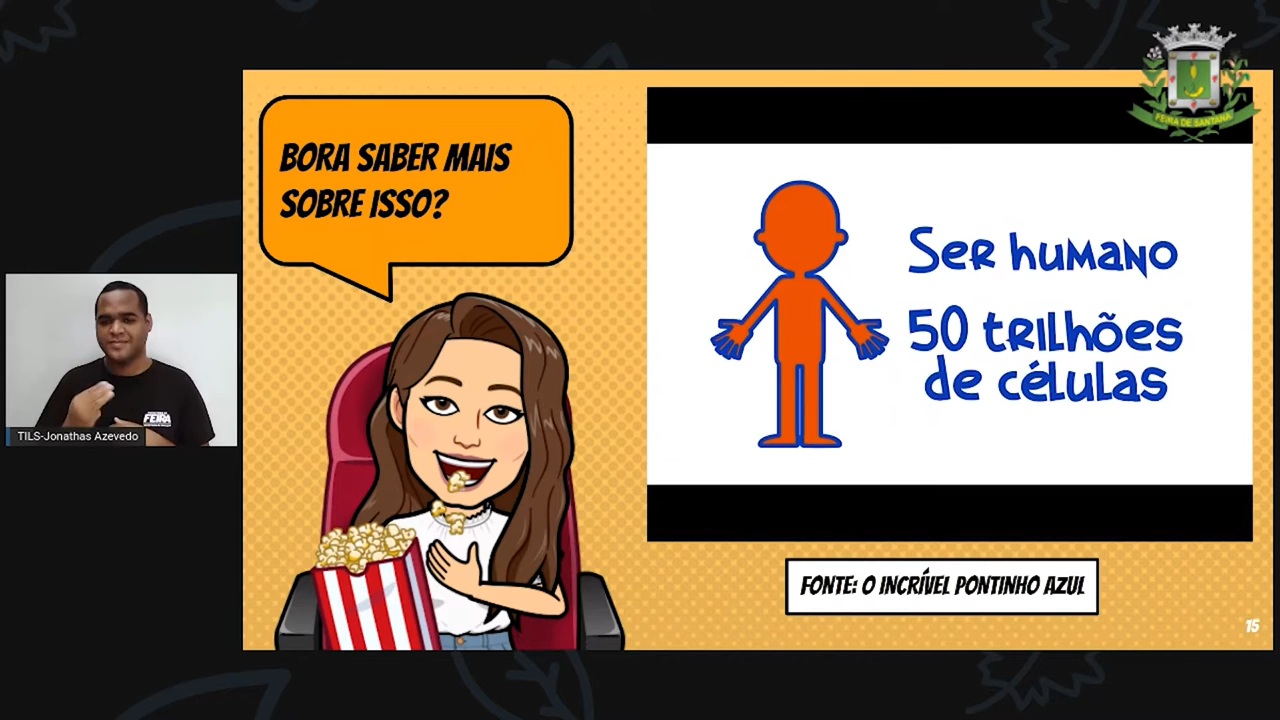 FEIRA DE SANTANA
BORA SABER MAIS
SOBRE ISSO?
Ser humano
50 trilhões
de células
FEIRA
TILS-Jonathas Azevedo
FONTE: O INCRÍVEL PONTINHO AZUL
15